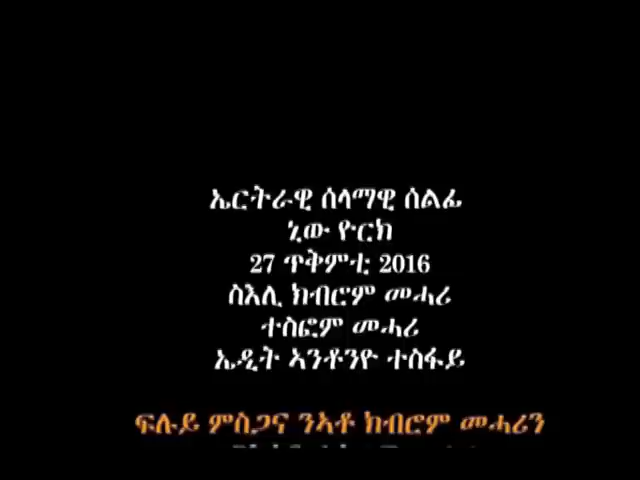 ኤርትራዊ ሰላማዊ ሰልፊ
ኒው ዮርክ
27 ጥቅምቲ 2016
ስእሊ ክብሮም መሓሪ
ተስፎም መሓሪ
ኤዲት ኣንቶንዮ ተስፋይ
ፍሉይ ምስጋና ንኣቶ ክብሮም መሓሪን